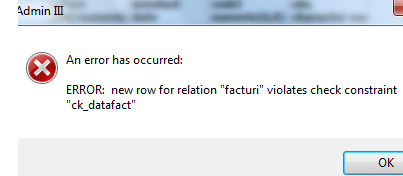 Admin III
An error has occurred:
ERROR:  new row for relation "facturi" violates check constraint
"ck_datafact"
OK